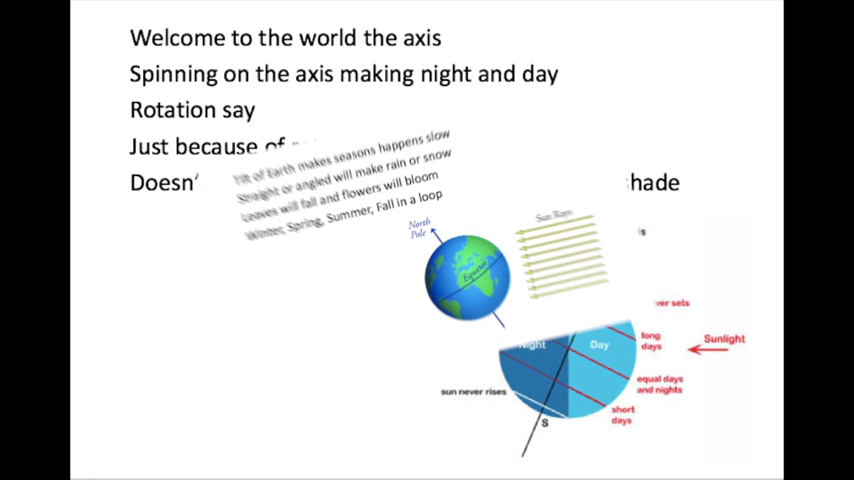 Welcome to the world the axis
Spinning on the axis making night and day
Rotation say
Just because of
Tilt of Earth makes seasons happens slow
Straight or angled will make rain or snow
Leaves will fall and flowers will bloom
Winter, Spring, Summer, Fall in a loop
Doesn'
hade
North Pole
Sun Rays
Equator
is
ver sets
Night
Day
long days
Sunlight
equal days and nights
sun never rises
short days
S